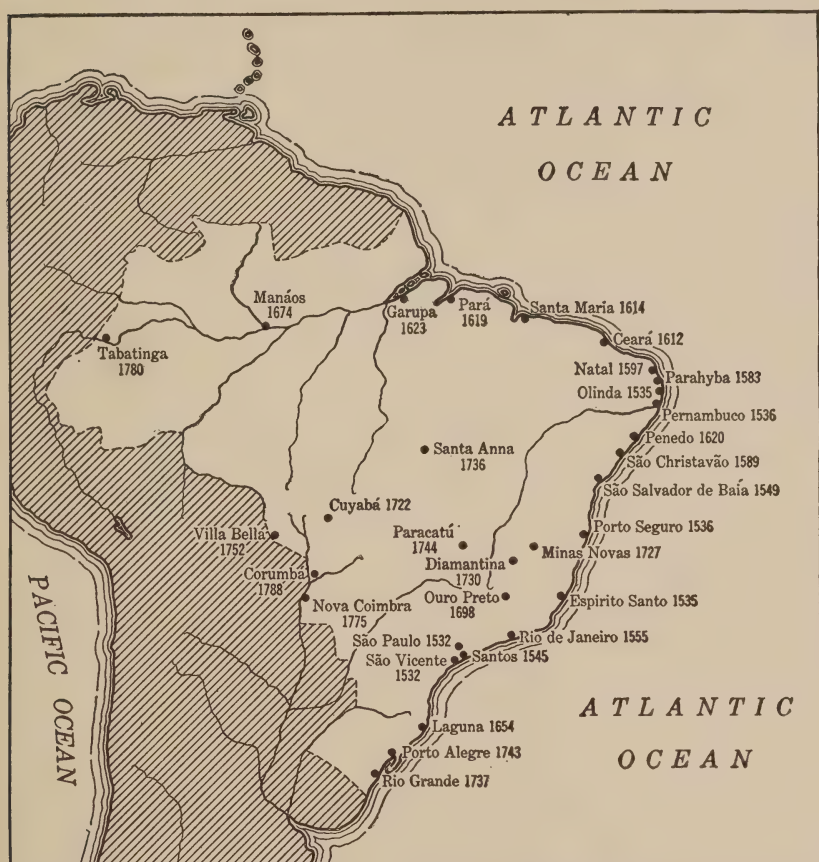 ATLANTIC
OCEAN
Manáos
1674
Garupa
1623
Pará
1619
Santa María 1614
Tabatinga
1780
Ceará 1612
Natal 1597
Parahyba 1583
Olinda 1535
Pernambuco 1536
Penedo 1620
Santa Anna
1736
São Christavão 1589
São Salvador de Baía 1549
Cuyabá 1722
Villa Bella
1752
Paracatú
1744
Porto Seguro 1536
Minas Novas 1727
Diamantina
1730
Corumba
1788
Nova Coimbra
1775
Ouro Preto
1698
Espirito Santo 1535
PACIFIC OCEAN
São Paulo 1532
Rio de Janeiro 1555
São Vicente
1532
Santos 1545
ATLANTIC
OCEAN
Laguna 1654
Porto Alegre 1743
Rio Grande 1737